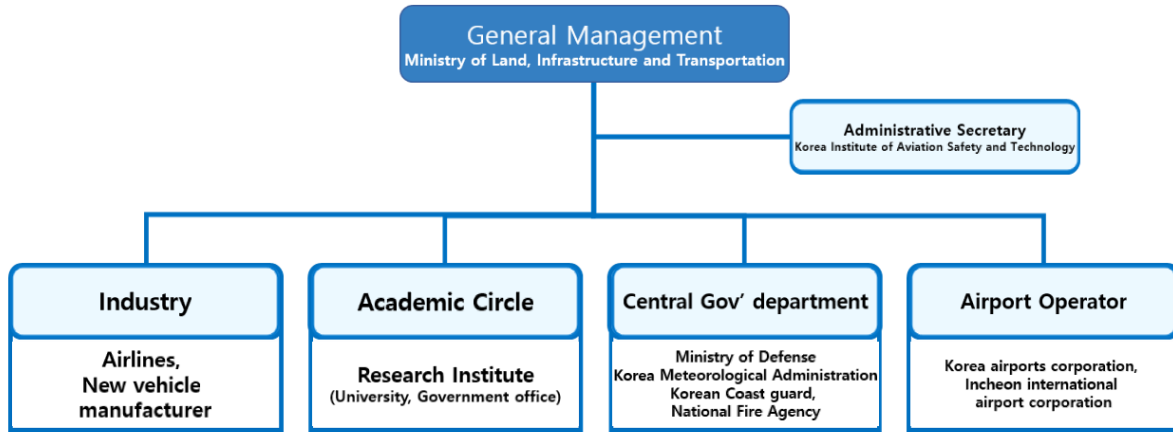 General Management
Ministry of Land, Infrastructure and Transportation
Administrative Secretary
Korea Institute of Aviation Safety and Technology
Industry
Airlines,
New vehicle
manufacturer
Academic Circle
Research Institute
(University, Government office)
Central Gov’ department
Ministry of Defense
Korea Meteorological Administration
Korean Coast guard,
National Fire Agency
Airport Operator
Korea airports corporation,
Incheon international
airport corporation